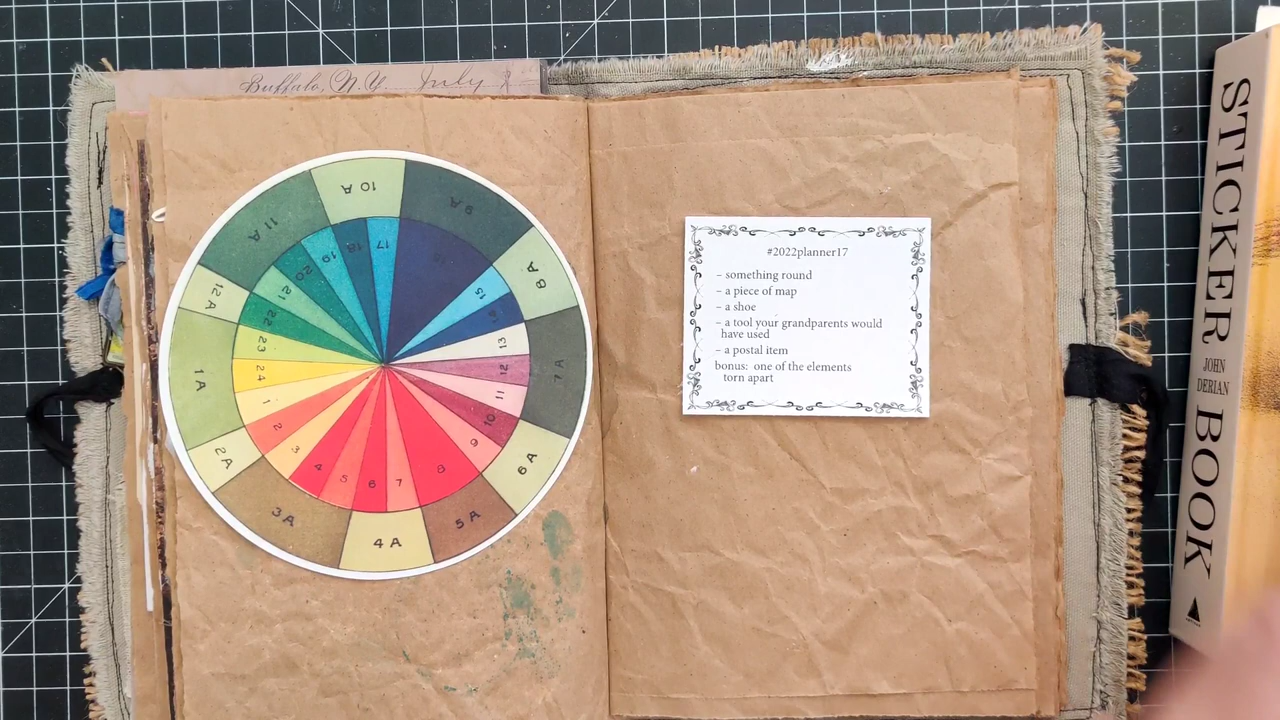 Buffalo, N.Y. July
10 A
9A
11 A
8A
12A
7A
1A
6A
2A
3A
5A
4A
17
18
19
20
21
22
23
24
1
2
3
4
5
6
7
8
9
10
11
12
13
14
15
#2022planner17
– something round
– a piece of map
– a shoe
– a tool your grandparents would
have used
– a postal item
bonus: one of the elements
torn apart
STICKER
JOHN
DERIAN
BOOK